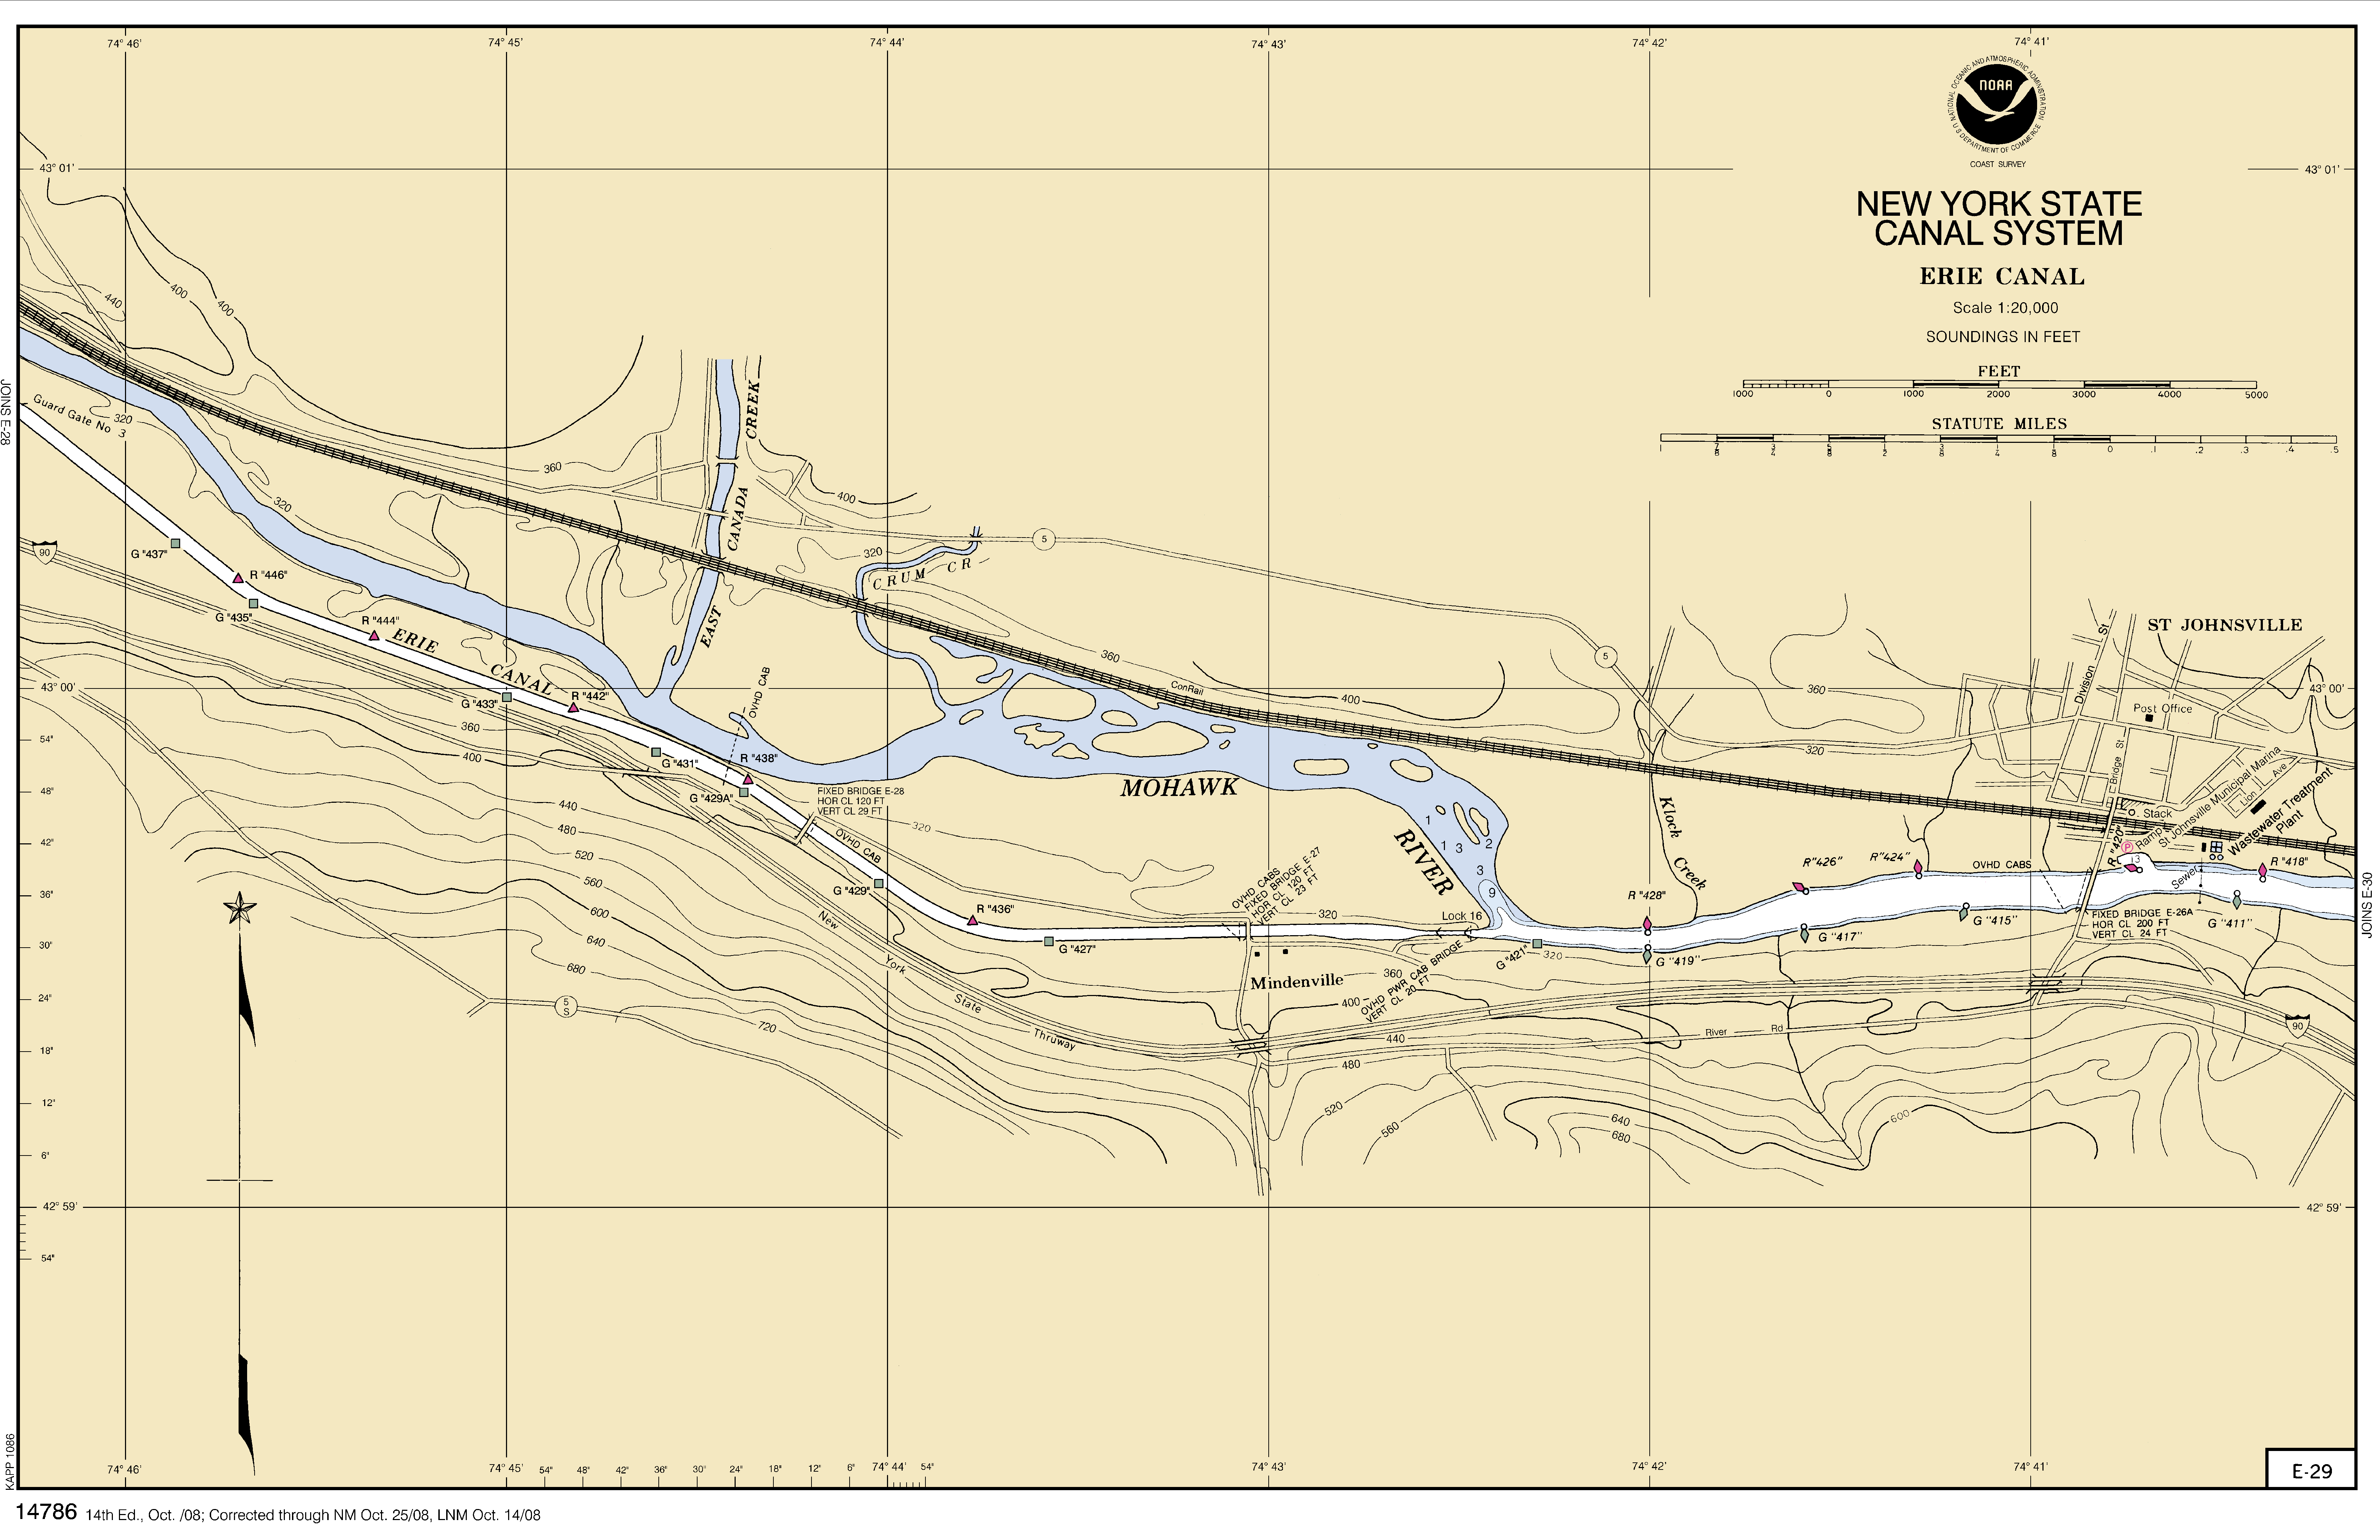 74° 46'
74° 45'
74° 44'
74° 43'
74° 42'
74° 41'
NATIONAL OCEANIC AND ATMOSPHERIC ADMINISTRATION
U S DEPARTMENT OF COMMERCE
NOAA
COAST SURVEY
43° 01'
43° 01'
NEW YORK STATE
CANAL SYSTEM
ERIE CANAL
Scale 1:20,000
SOUNDINGS IN FEET
FEET
1000 0 1000 2000 3000 4000 5000
STATUTE MILES
1 7/8 3/4 5/8 1/2 3/8 1/4 1/8 0 .1 .2 .3 .4 .5
JOINS E-28
440
400
400
Guard Gate No 3
320
320
360
400
EAST CANADA CREEK
CRUM CR
320
5
90
G "437"
R "446"
G "435"
R "444"
ERIE CANAL
G "433"
R "442"
G "431"
R "438"
G "429A"
OVHD CAB
FIXED BRIDGE E-28
HOR CL 120 FT
VERT CL 29 FT
OVHD CAB
320
G "429"
R "436"
G "427"
360
ConRail
400
5
360
320
MOHAWK RIVER
1
1
3
2
3
9
Klock Creek
ST JOHNSVILLE
Division St
Post Office
Bridge St
Lion Ave
Stack
Ramp
St Johnsville Municipal Marina
Wastewater Treatment
Plant
P
13
Sewer
R "420"
R "418"
R "426"
R "424"
R "428"
OVHD CABS
FIXED BRIDGE E-26A
HOR CL 200 FT
VERT CL 24 FT
G "411"
G "415"
G "417"
G "419"
G "421"
320
Lock 16
320
OVHD CABS
FIXED BRIDGE E-27
HOR CL 120 FT
VERT CL 23 FT
OVHD PWR CAB BRIDGE
VERT CL 20 FT
Mindenville
360
400
440
480
520
560
River Rd
90
640
680
600
43° 00'
43° 00'
360
400
440
480
520
560
600
640
680
720
5
S
New York State Thruway
54"
48"
42"
36"
30"
24"
18"
12"
6"
42° 59'
42° 59'
54"
JOINS E-30
KAPP 1086
74° 46'
74° 45'
54" 48" 42" 36" 30" 24" 18" 12" 6"
74° 44'
54"
74° 43'
74° 42'
74° 41'
E-29
14786 14th Ed., Oct. /08; Corrected through NM Oct. 25/08, LNM Oct. 14/08